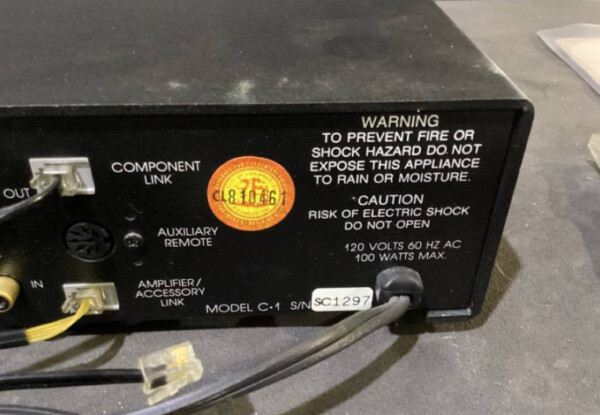 WARNING
TO PREVENT FIRE OR
SHOCK HAZARD DO NOT
EXPOSE THIS APPLIANCE
TO RAIN OR MOISTURE.
CAUTION
RISK OF ELECTRIC SHOCK
DO NOT OPEN
120 VOLTS 60 HZ AC
100 WATTS MAX.
COMPONENT
LINK
OUT
CL810461
AUXILIARY
REMOTE
IN
AMPLIFIER/
ACCESSORY
LINK
MODEL C•1 S/N SC1297